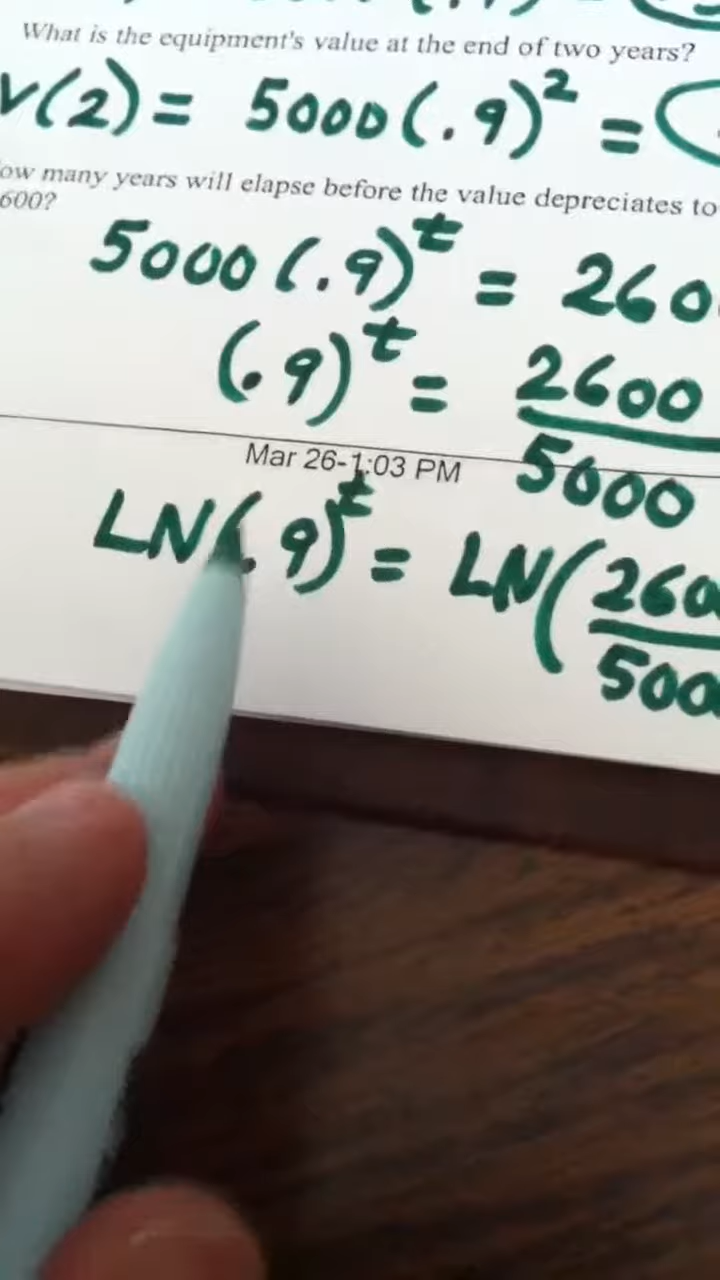 What is the equipment's value at the end of two years?
v(2) = 5000(.9)² =
ow many years will elapse before the value depreciates to
600?
5000(.9)ᵗ = 260
(.9)ᵗ = 2600
5000
Mar 26-1:03 PM
LN(.9)ᵗ = LN(260
500